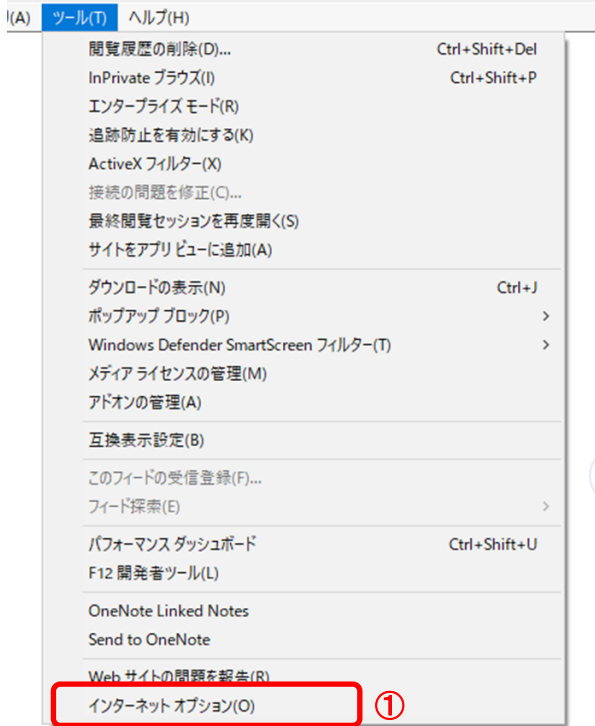 (A) ツール(T) ヘルプ(H)
閲覧履歴の削除(D)... Ctrl+Shift+Del
InPrivate ブラウズ(I) Ctrl+Shift+P
エンタープライズ モード(R)
追跡防止を有効にする(K)
ActiveX フィルター(X)
接続の問題を修正(C)...
最終閲覧セッションを再度開く(S)
サイトをアプリ ビューに追加(A)
ダウンロードの表示(N) Ctrl+J
ポップアップ ブロック(P)
Windows Defender SmartScreen フィルター(T)
メディア ライセンスの管理(M)
アドオンの管理(A)
互換表示設定(B)
このフィードの受信登録(F)...
フィード探索(E)
パフォーマンス ダッシュボード Ctrl+Shift+U
F12 開発者ツール(L)
OneNote Linked Notes
Send to OneNote
Web サイトの問題を報告(R)
インターネット オプション(O) ①